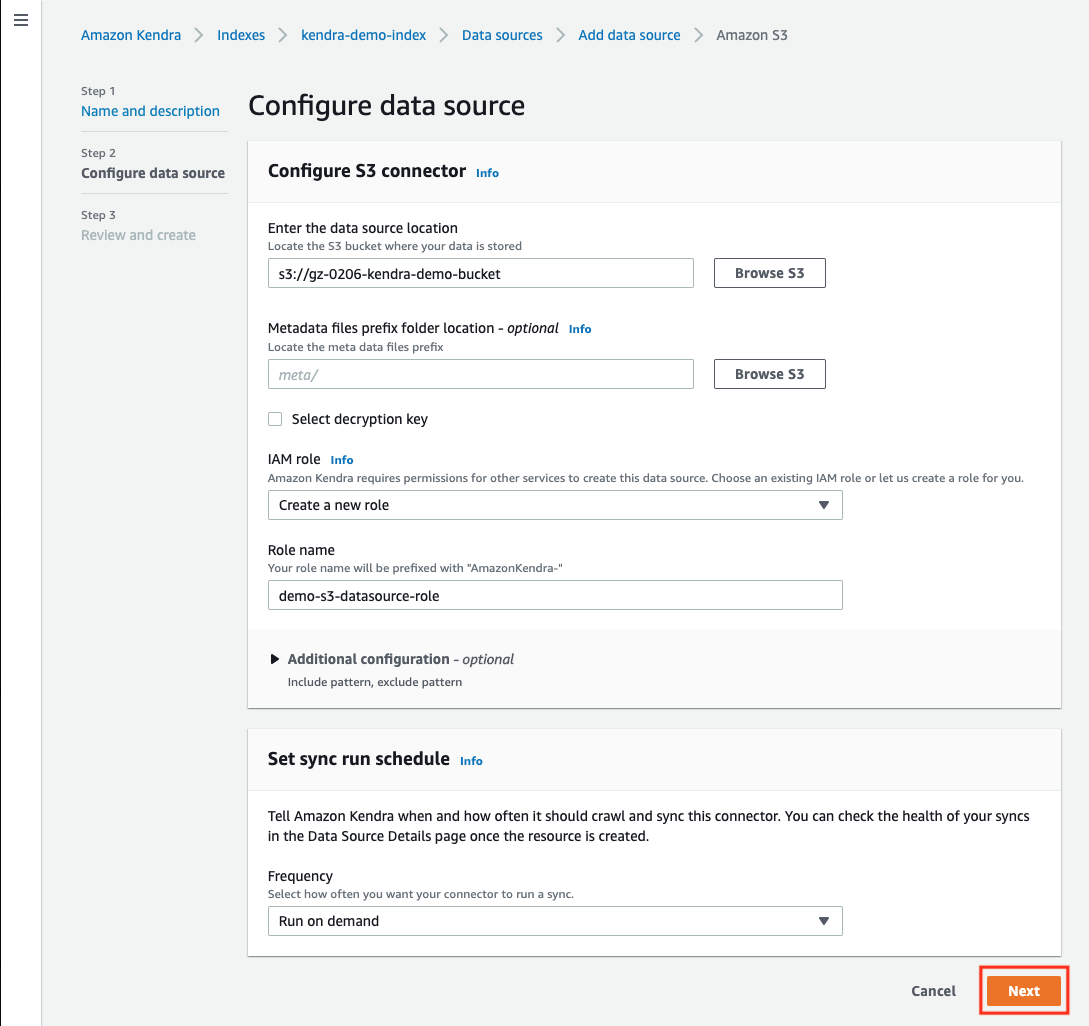 Amazon Kendra > Indexes > kendra-demo-index > Data sources > Add data source > Amazon S3
Step 1
Name and description
Step 2
Configure data source
Step 3
Review and create
Configure data source
Configure S3 connector Info
Enter the data source location
Locate the S3 bucket where your data is stored
s3://gz-0206-kendra-demo-bucket Browse S3
Metadata files prefix folder location - optional Info
Locate the meta data files prefix
meta/ Browse S3
Select decryption key
IAM role Info
Amazon Kendra requires permissions for other services to create this data source. Choose an existing IAM role or let us create a role for you.
Create a new role
Role name
Your role name will be prefixed with "AmazonKendra-"
demo-s3-datasource-role
Additional configuration - optional
Include pattern, exclude pattern
Set sync run schedule Info
Tell Amazon Kendra when and how often it should crawl and sync this connector. You can check the health of your syncs
in the Data Source Details page once the resource is created.
Frequency
Select how often you want your connector to run a sync.
Run on demand
Cancel Next